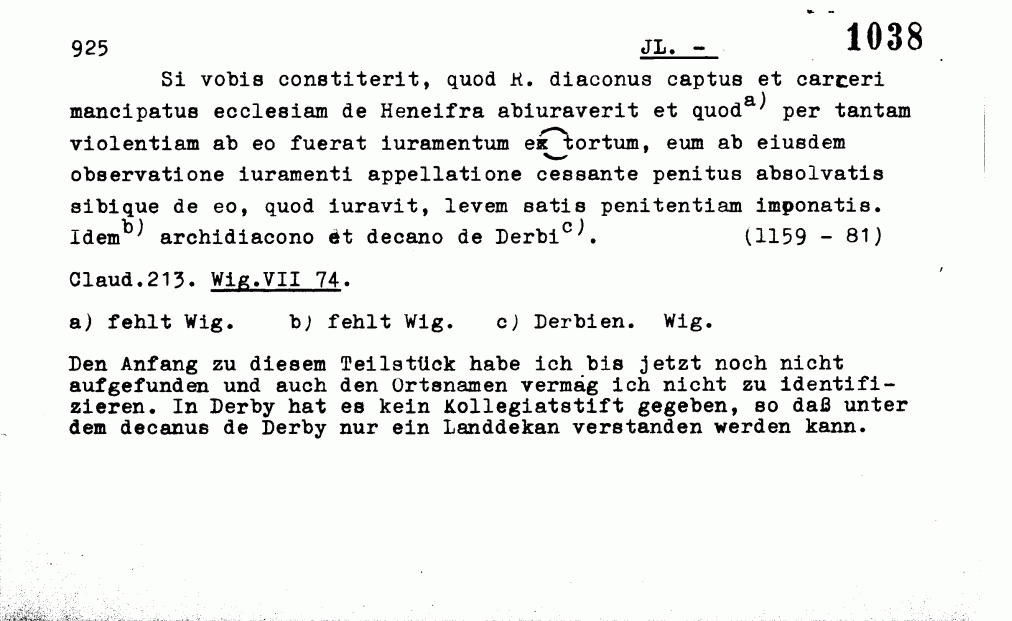 925 JL. - 1038
Si vobis constiterit, quod R. diaconus captus et carceri
mancipatus ecclesiam de Heneifra abiuraverit et quod a) per tantam
violentiam ab eo fuerat iuramentum ex tortum, eum ab eiusdem
observatione iuramenti appellatione cessante penitus absolvatis
sibique de eo, quod iuravit, levem satis penitentiam imponatis.
Idem b) archidiacono et decano de Derbi c). (1159 - 81)
Claud.213. Wig.VII 74.
a) fehlt Wig. b) fehlt Wig. c) Derbien. Wig.
Den Anfang zu diesem Teilstück habe ich bis jetzt noch nicht
aufgefunden und auch den Ortsnamen vermag ich nicht zu identifi-
zieren. In Derby hat es kein Kollegiatstift gegeben, so daß unter
dem decanus de Derby nur ein Landdekan verstanden werden kann.